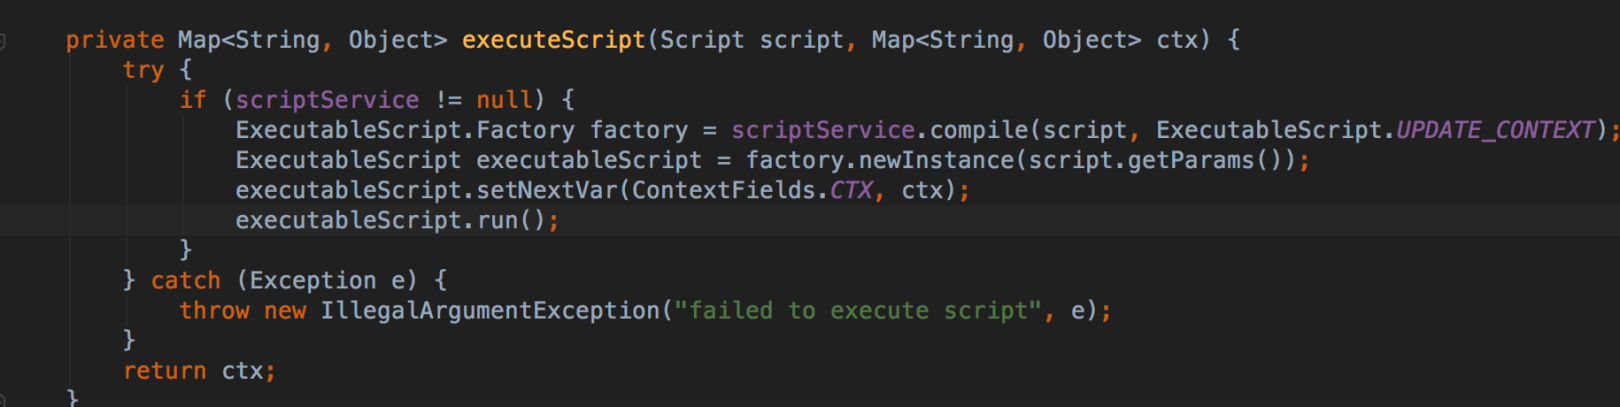 private Map<String, Object> executeScript(Script script, Map<String, Object> ctx) {
try {
if (scriptService != null) {
ExecutableScript.Factory factory = scriptService.compile(script, ExecutableScript.UPDATE_CONTEXT);
ExecutableScript executableScript = factory.newInstance(script.getParams());
executableScript.setNextVar(ContextFields.CTX, ctx);
executableScript.run();
}
} catch (Exception e) {
throw new IllegalArgumentException("failed to execute script", e);
}
return ctx;
}